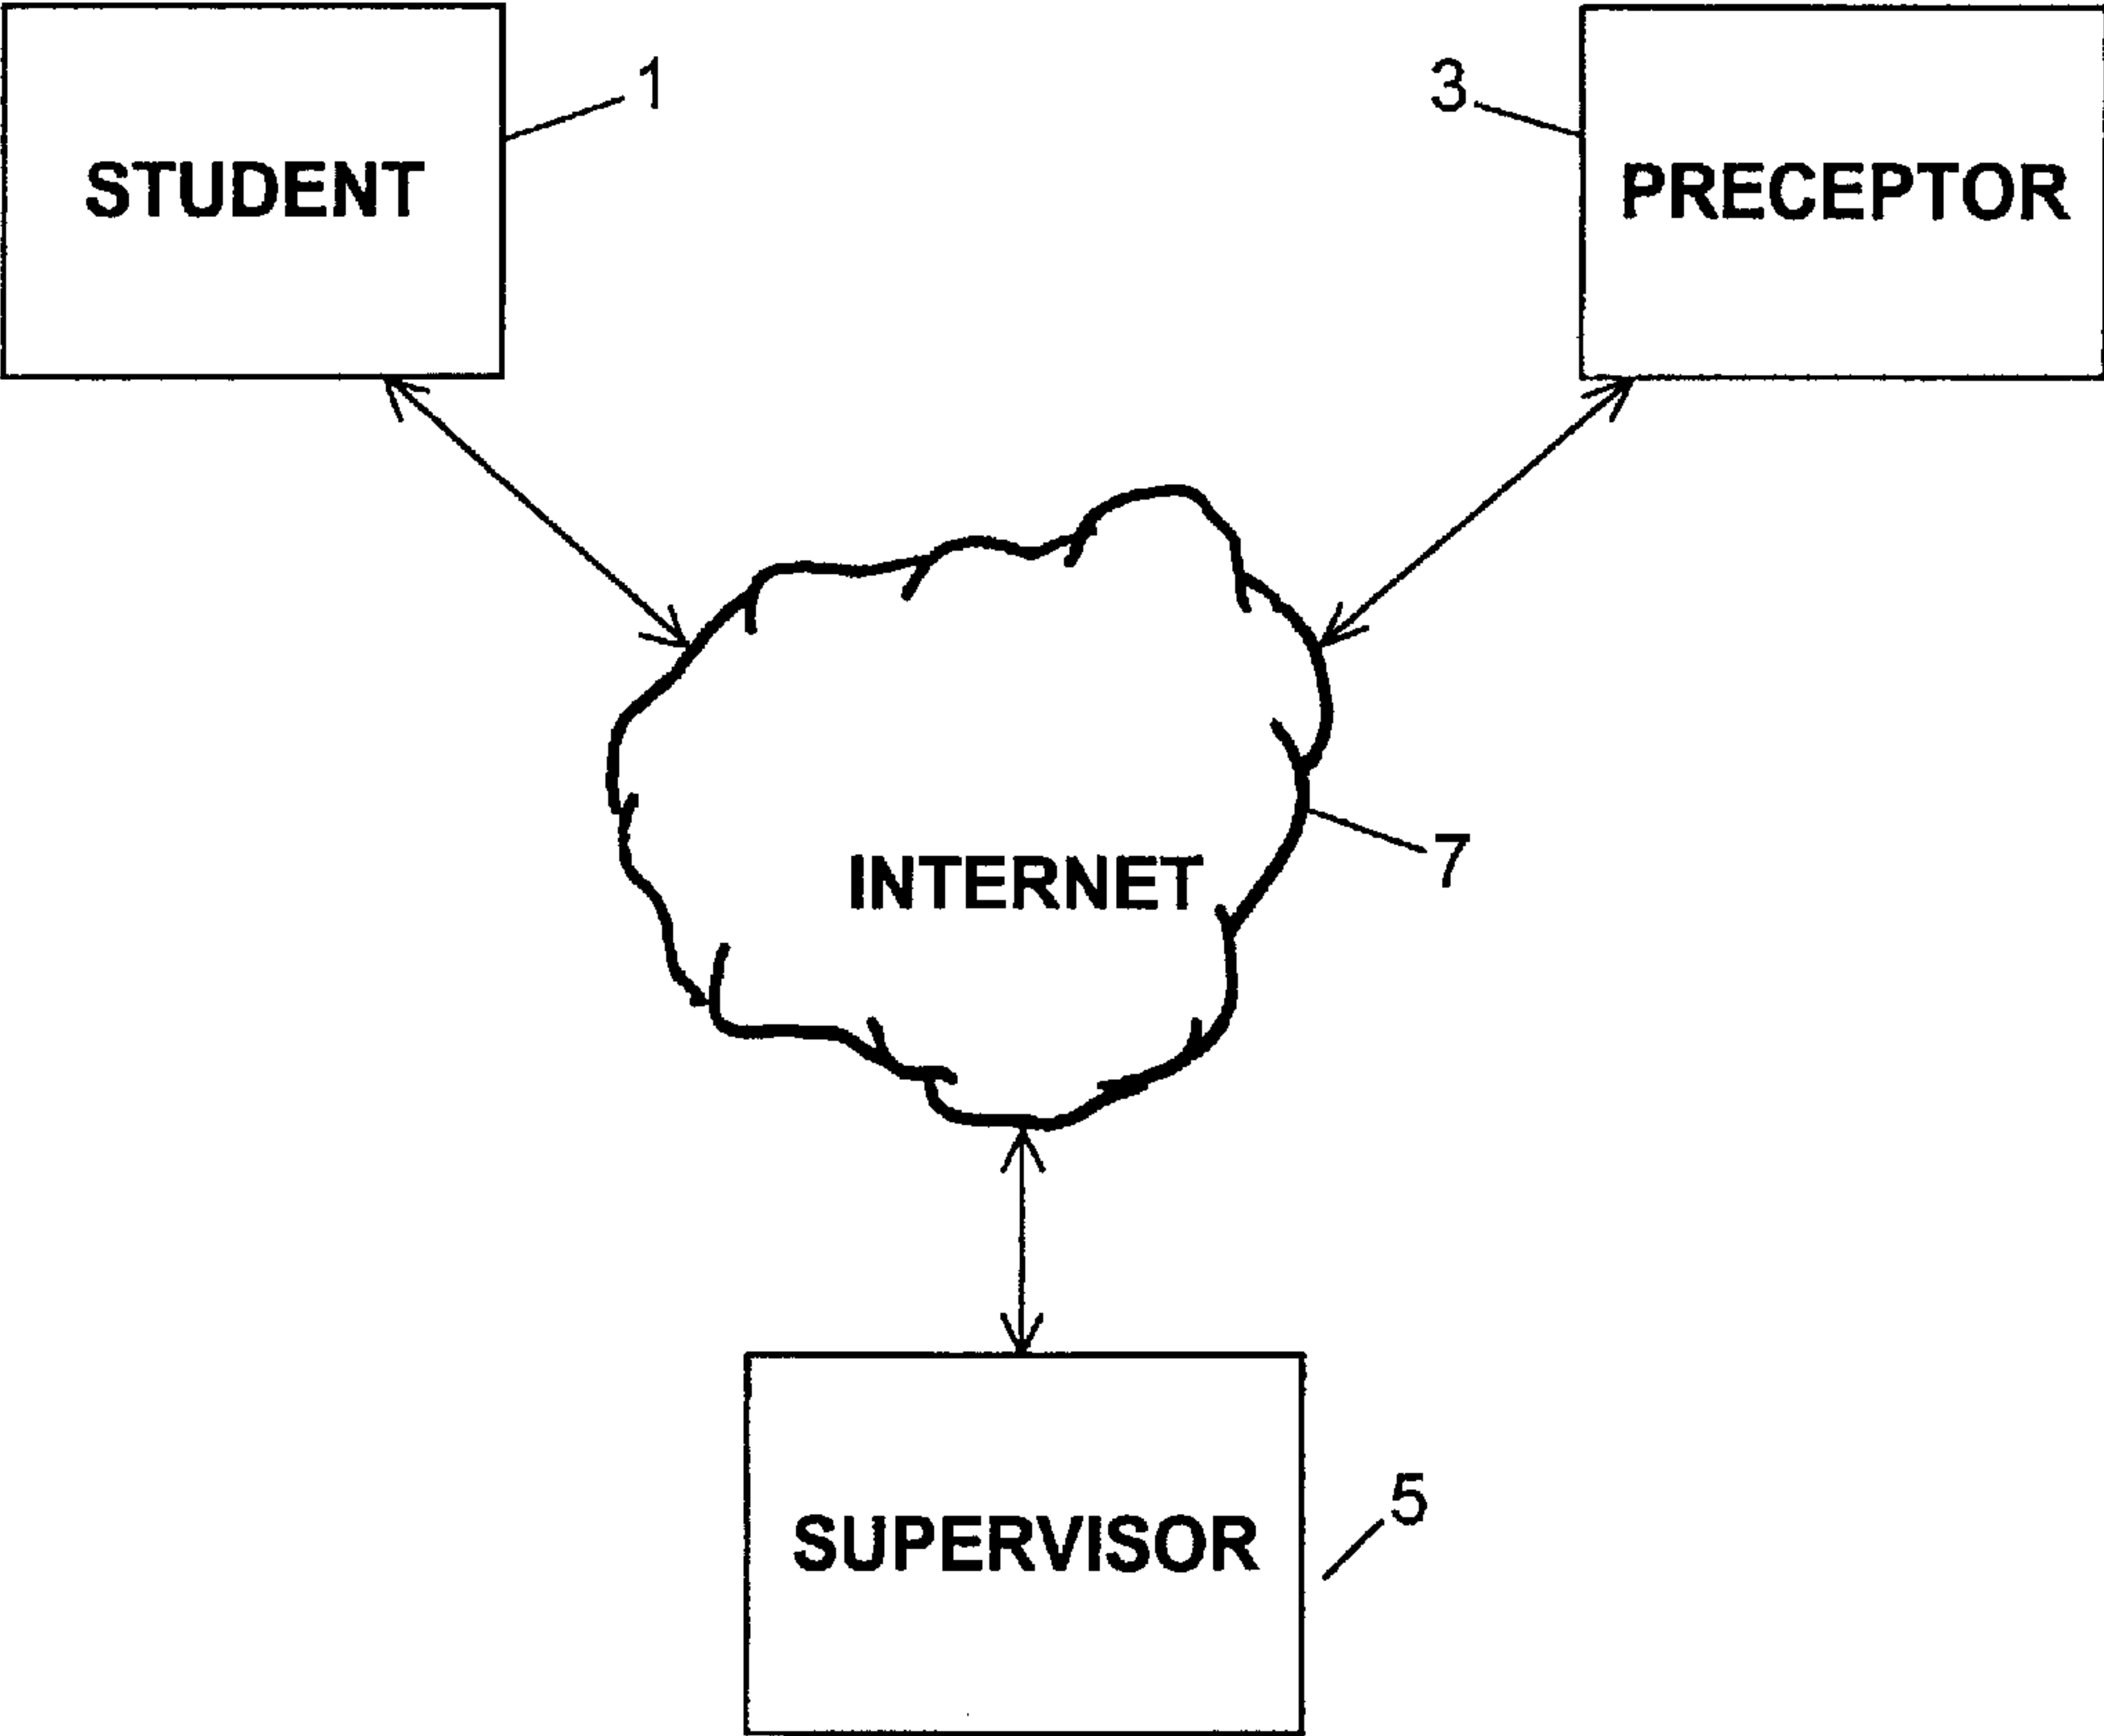 STUDENT
1
3
PRECEPTOR
INTERNET
7
SUPERVISOR
5